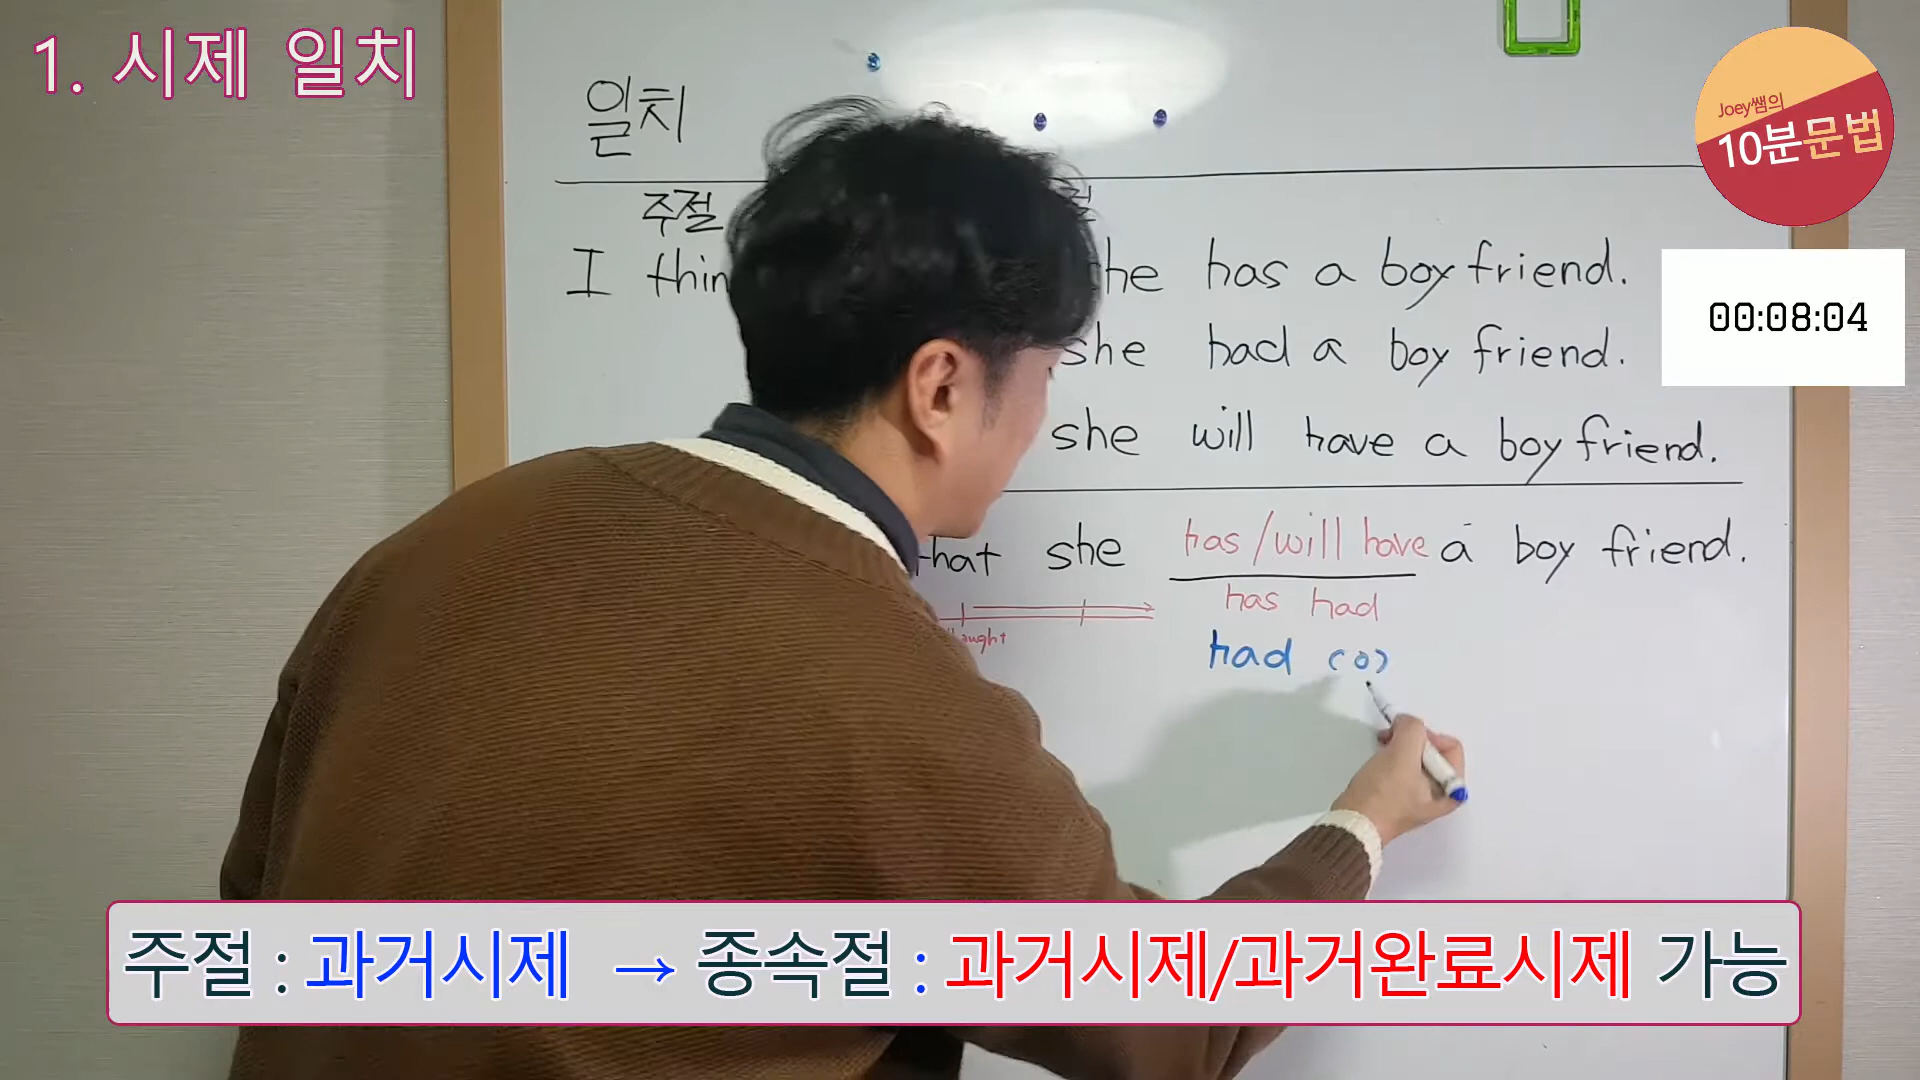 1. 시제 일치
Joey쌤의
10분문법
일치
주절
I he has a boy friend.
00:08:04
she had a boy friend.
she will have a boy friend.
that she has/will have a boy friend.
has had
had (o)
주절 : 과거시제 → 종속절 : 과거시제/과거완료시제 가능